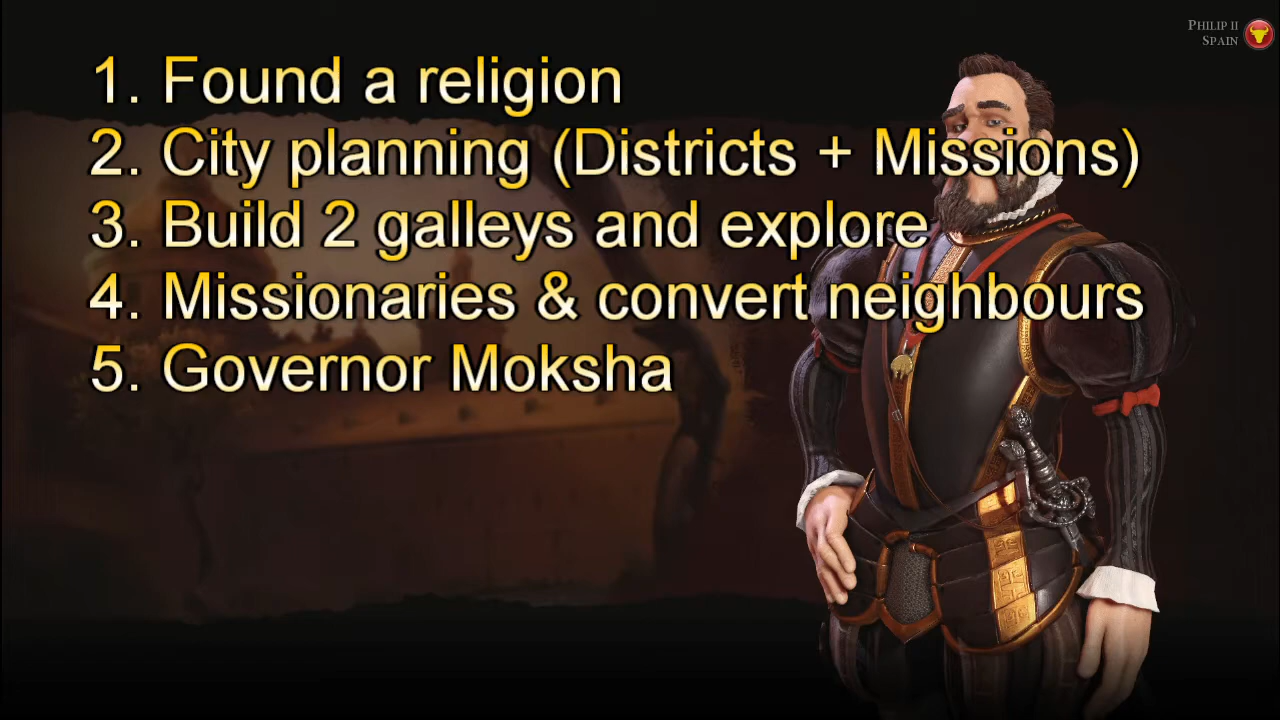 PHILIP II
SPAIN
1. Found a religion
2. City planning (Districts + Missions)
3. Build 2 galleys and explore
4. Missionaries & convert neighbours
5. Governor Moksha